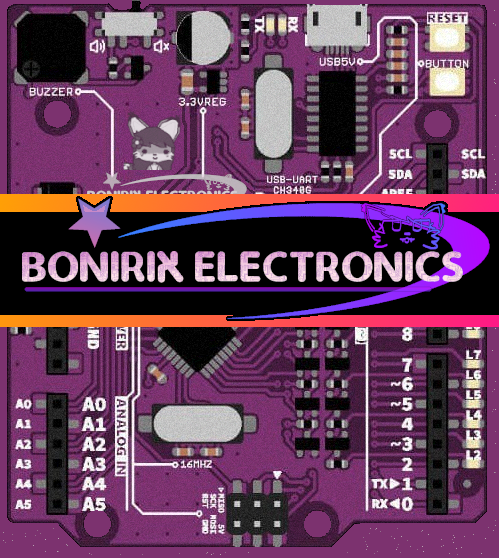 TX
RX
RESET
USB5V
BUTTON
BUZZER
3.3VREG
SCL SCL
SDA SDA
USB-UART
CH340G
AREF
BONIRIX ELECTRONICS
BONIRIX ELECTRONICS
GND
8
L7
7
L6
~6
L5
~5
L4
4
L3
~3
L2
2
TX▶1
RX◀0
A0 A0
A1 A1
A2 A2
A3 A3
A4 A4
A5 A5
ANALOG IN
16MHZ
MISO
SCK
RST
5V
MOSI
GND